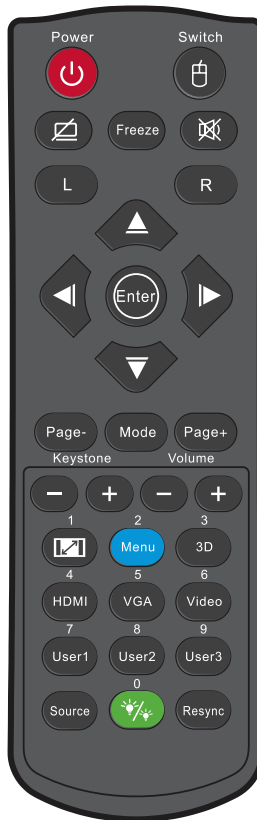 Power Switch
Freeze
L R
Enter
Page- Mode Page+
Keystone Volume
− + − +
1 2 3
Menu 3D
4 5 6
HDMI VGA Video
7 8 9
User1 User2 User3
0
Source Resync